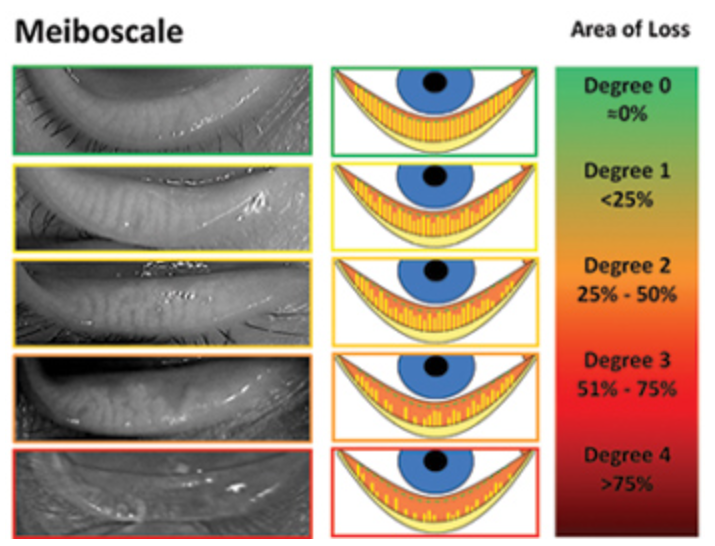 Meiboscale
Area of Loss
Degree 0
≈0%
Degree 1
<25%
Degree 2
25% - 50%
Degree 3
51% - 75%
Degree 4
>75%